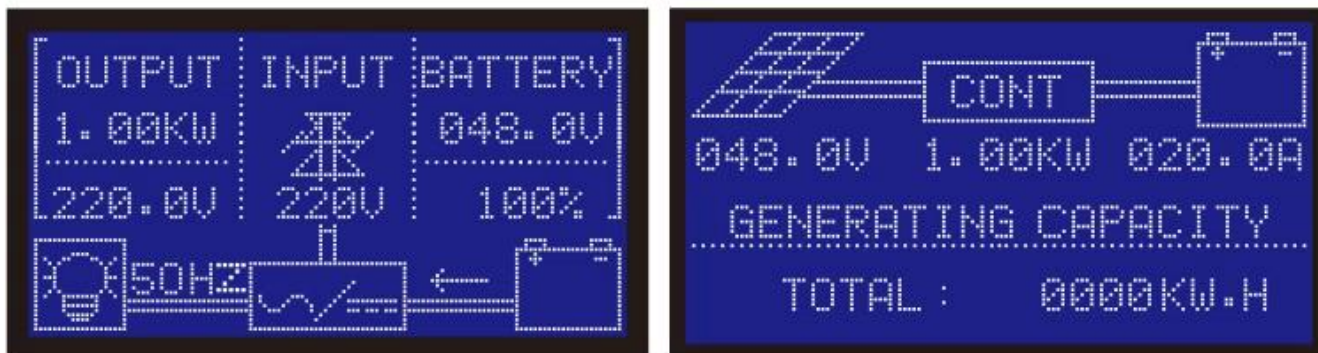 OUTPUT INPUT BATTERY
1.00KW 048.0V
220.0V 220V 100%
50HZ
CONT
048.0V 1.00KW 020.0A
GENERATING CAPACITY
TOTAL: 0000KW.H